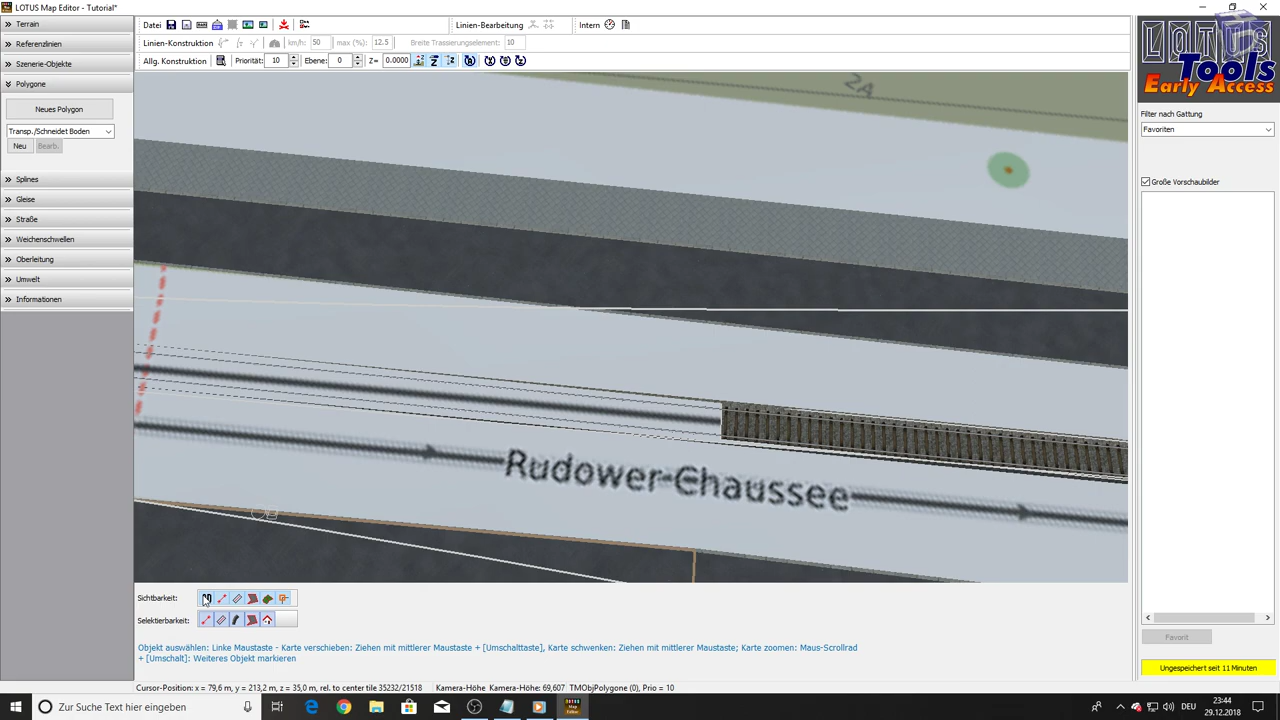 LOTUS Map Editor - Tutorial*
Terrain
Referenzlinien
Szenerie-Objekte
Polygone
Neues Polygon
Transp./Schneidet Boden
Neu
Bearb.
Splines
Gleise
Straße
Weichenschwellen
Oberleitung
Umwelt
Informationen
Datei
Linien-Bearbeitung
Intern
Linien-Konstruktion
km/h:
50
max (%):
12.5
Breite Trassierungselement:
10
Allg. Konstruktion
Priorität:
10
Ebene:
0
Z=
0.0000
2A
Rudower Chaussee
Sichtbarkeit:
Selektierbarkeit:
Objekt auswählen: Linke Maustaste - Karte verschieben: Ziehen mit mittlerer Maustaste + [Umschalttaste], Karte schwenken: Ziehen mit mittlerer Maustaste; Karte zoomen: Maus-Scrollrad
+ [Umschalt]: Weiteres Objekt markieren
Cursor-Position: x = 79,6 m, y = 213,2 m, z = 35,0 m, rel. to center tile 35232/21518
Kamera-Höhe
Kamera-Höhe: 69,607
TMObjPolygone (0), Prio = 10
LOTUS
Tools
Early Access
Filter nach Gattung
Favoriten
Große Vorschaubilder
Favorit
Ungespeichert seit 11 Minuten
Zur Suche Text hier eingeben
DEU
23:44
29.12.2018